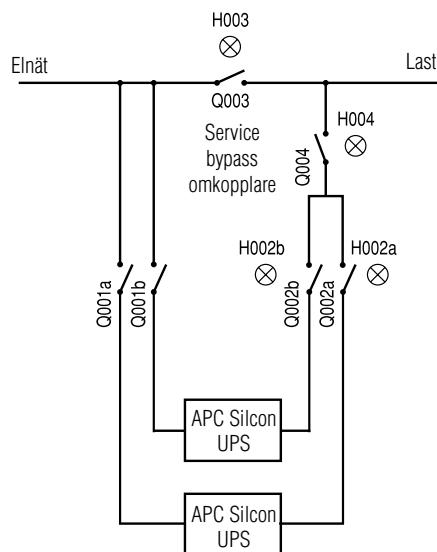 H003
Elnät
Last
Q003
H004
Service
bypass
omkopplare
Q004
H002b
H002a
Q001a
Q001b
Q002b
Q002a
APC Silcon
UPS
APC Silcon
UPS